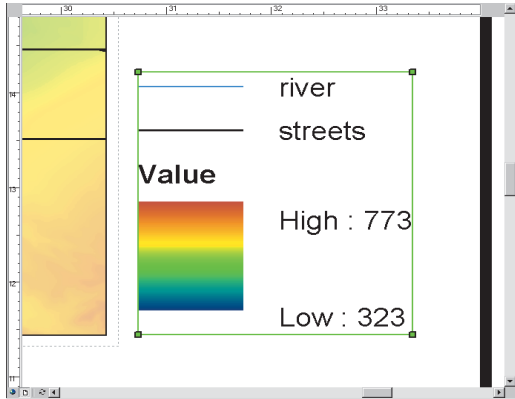 30 31 32 33
14
13
12
11
river
streets
Value
High : 773
Low : 323